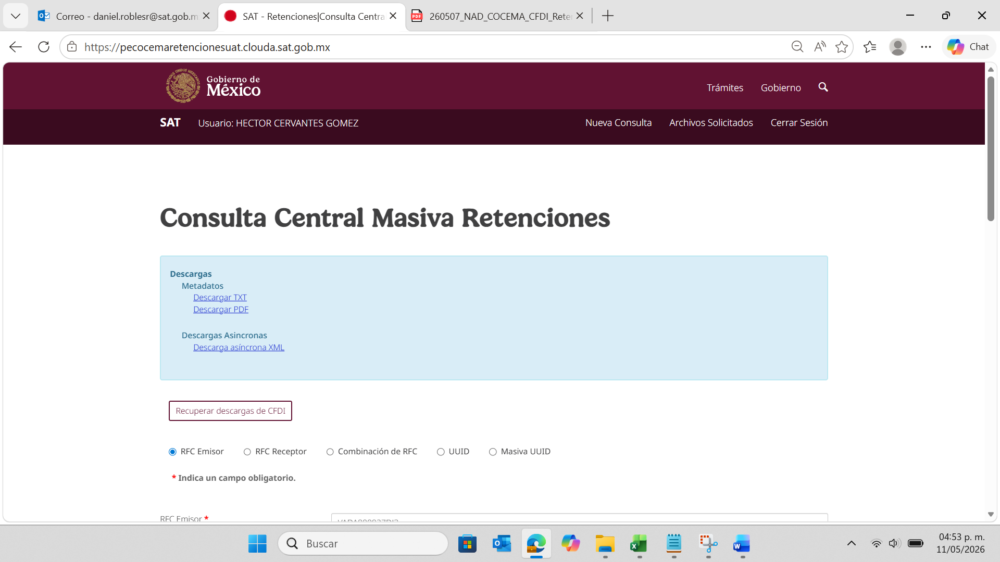 Correo - daniel.roblesr@sat.gob.m
SAT - Retenciones|Consulta Centra
260507_NAD_COCEMA_CFDI_Rete
https://pecocemaretencionesuat.clouda.sat.gob.mx
Chat
Gobierno de
México
Trámites
Gobierno
SAT
Usuario: HECTOR CERVANTES GOMEZ
Nueva Consulta
Archivos Solicitados
Cerrar Sesión
Consulta Central Masiva Retenciones
Descargas
Metadatos
Descargar TXT
Descargar PDF
Descargas Asincronas
Descarga asíncrona XML
Recuperar descargas de CFDI
RFC Emisor
RFC Receptor
Combinación de RFC
UUID
Masiva UUID
* Indica un campo obligatorio.
RFC Emisor *
Buscar
04:53 p. m.
11/05/2026